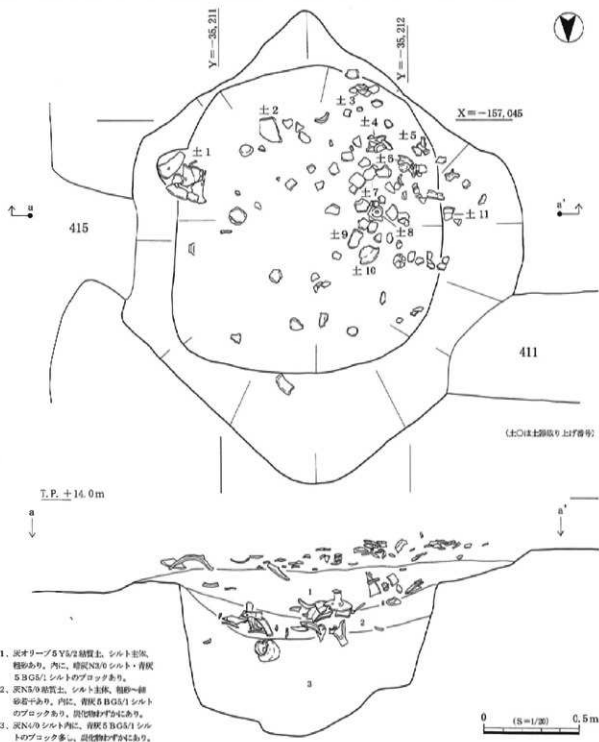 Y=−35,211
Y=−35,212
X=−157,045
土1
土2
土3
土4
土5
土6
土7
土8
土9
土10
土11
a
a'
415
411
(土○は土器取り上げ番号)
T.P. +14.0m
a
a'
1
2
3
1、灰オリーブ5Y5/2粘質土、シルト主体、
粗砂あり。内に、暗灰N3/0シルト・青灰
5BG5/1シルトのブロックあり。
2、灰N5/0粘質土、シルト主体、粗砂〜細
砂若干あり。内に、青灰5BG5/1シルト
のブロックあり。炭化物わずかにあり。
3、灰N4/0シルト内に、青灰5BG5/1シル
トのブロック多し。炭化物わずかにあり。
0 (S=1/20) 0.5m